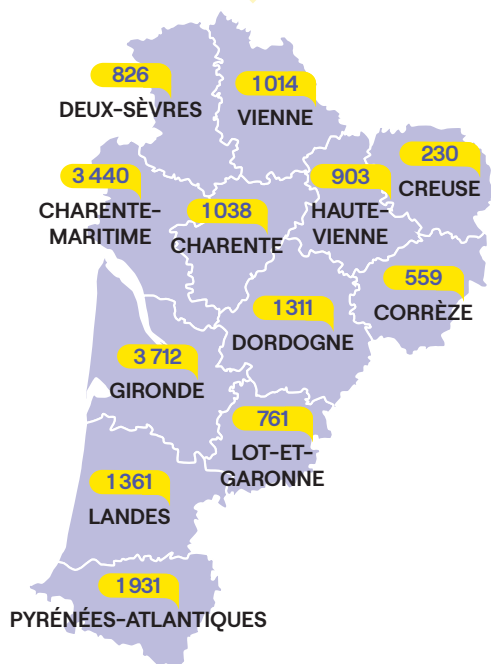 826
DEUX-SÈVRES
1 014
VIENNE
3 440
CHARENTE-
MARITIME
1 038
CHARENTE
903
HAUTE-
VIENNE
230
CREUSE
559
CORRÈZE
1 311
DORDOGNE
3 712
GIRONDE
761
LOT-ET-
GARONNE
1 361
LANDES
1 931
PYRÉNÉES-ATLANTIQUES